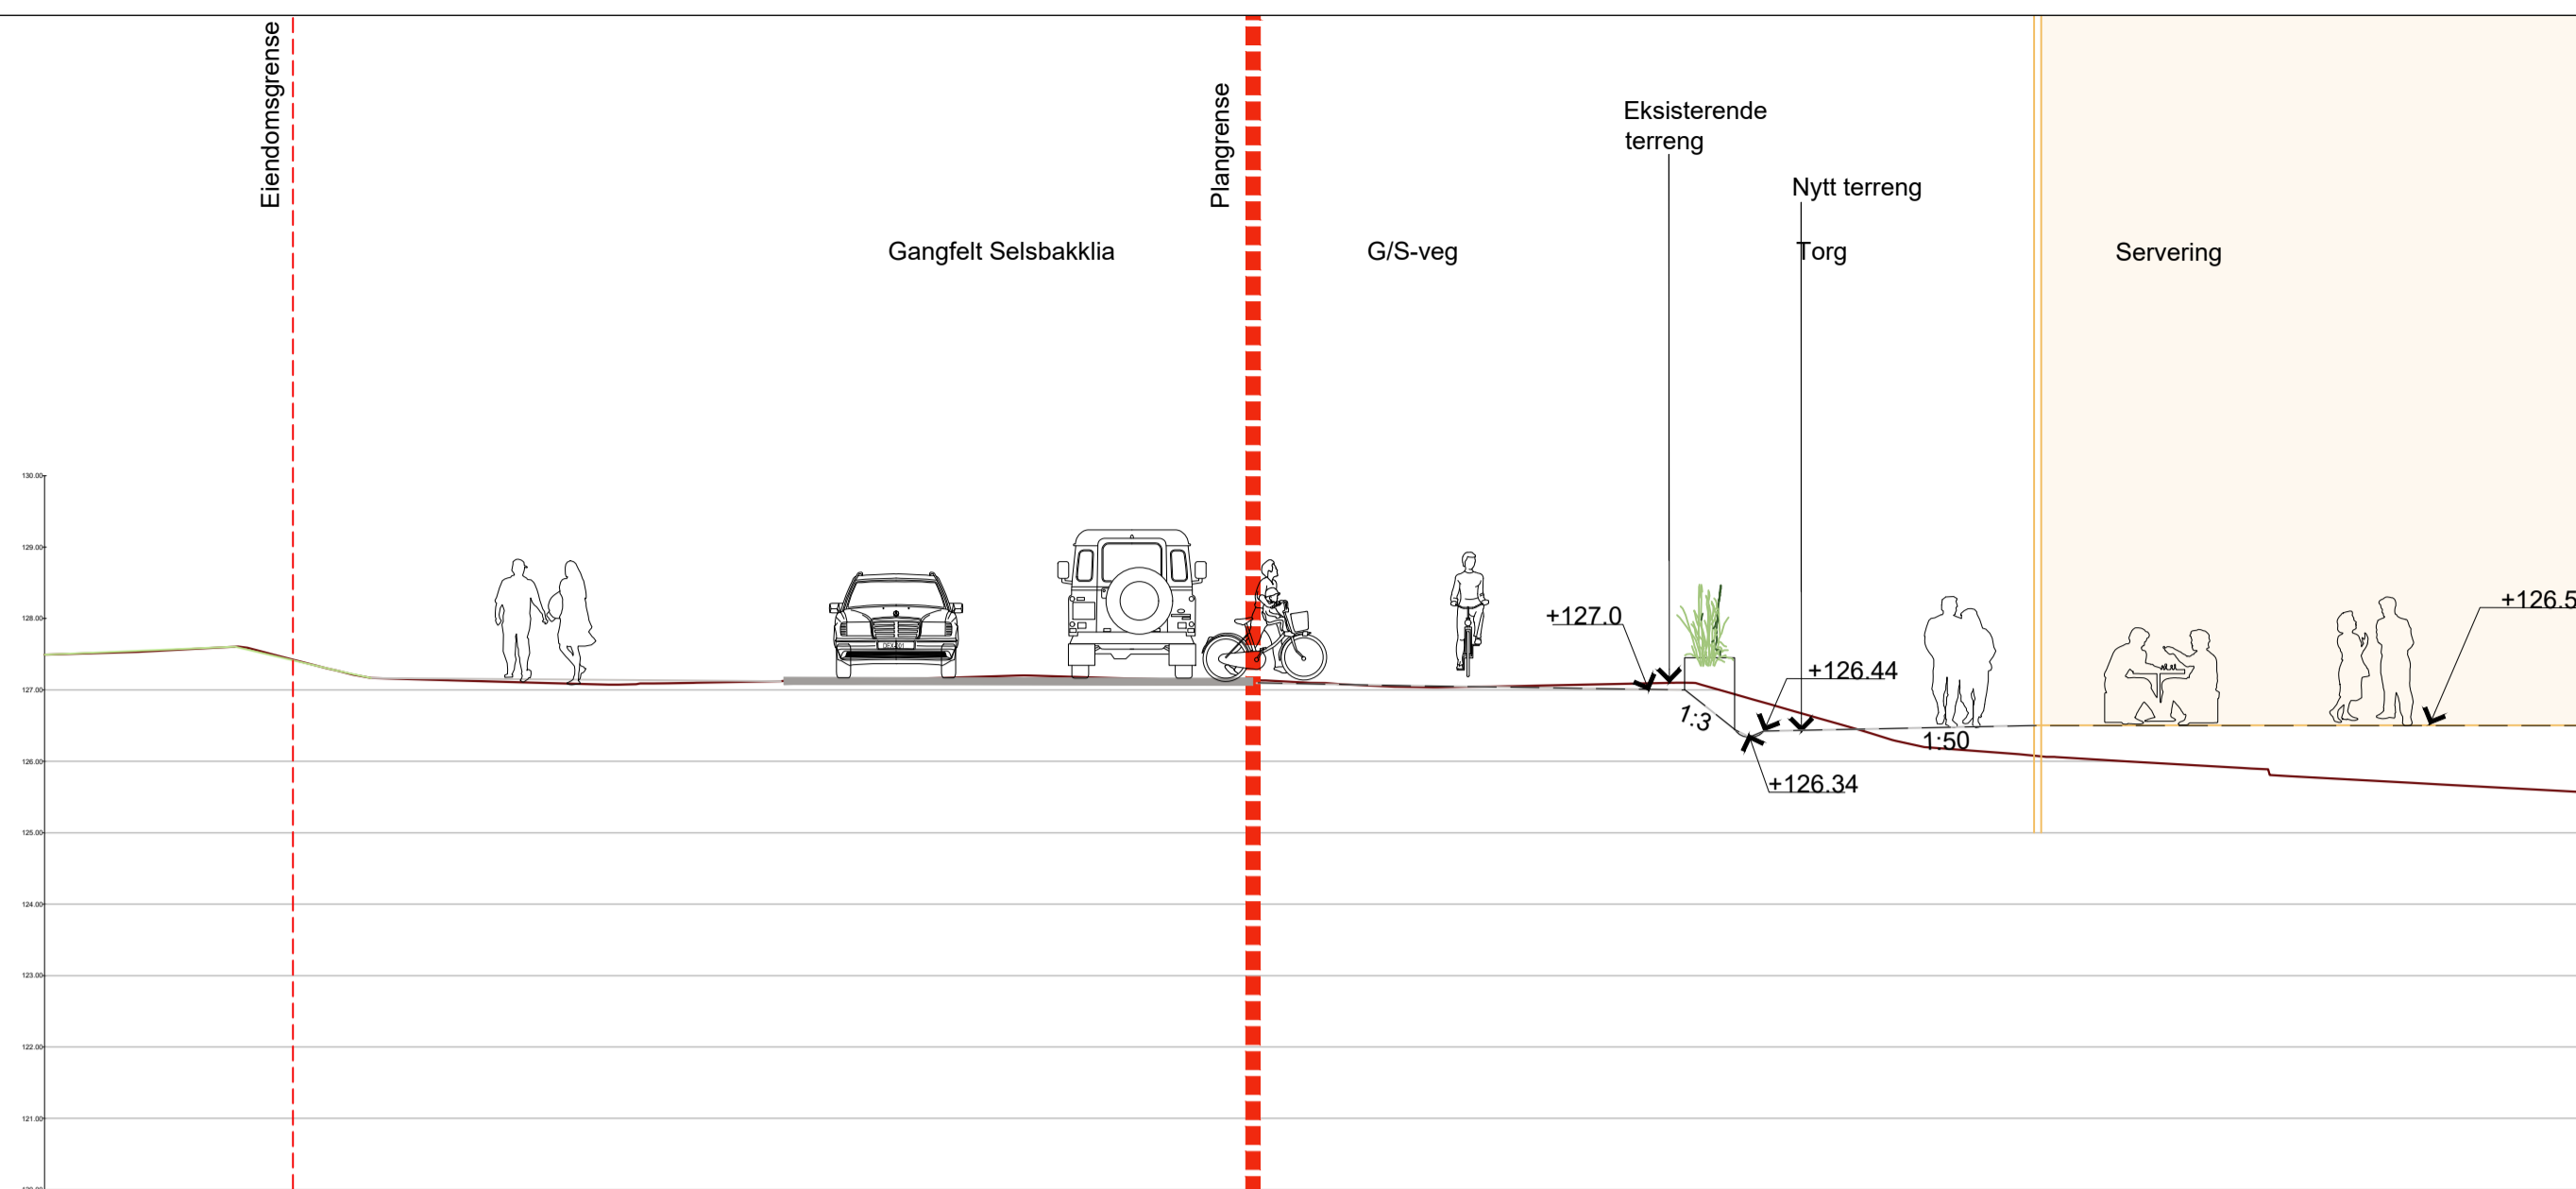 Eiendomsgrense
Plangrense
Eksisterende
terreng
Nytt terreng
Gangfelt Selsbakklia
G/S-veg
Torg
Servering
130.00
129.00
128.00
127.00
126.00
125.00
124.00
123.00
122.00
121.00
+127.0
+126.44
+126.5
1:3
1:50
+126.34